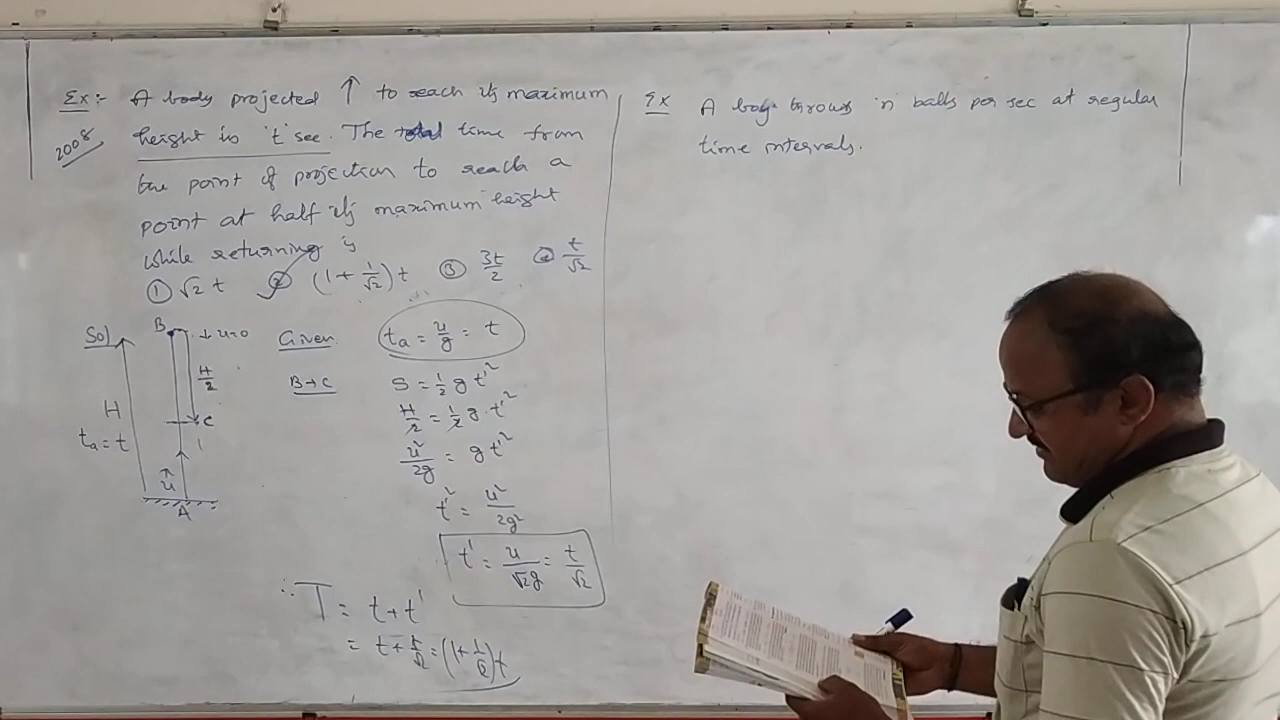 Ex:- A body projected ↑ to reach its maximum
2008 height is 't' sec. The total time from
the point of projection to reach a
point at half its maximum height
while returning is
① √2 t ② (1 + 1/√2) t ③ 3t/2 ④ t/√2
Sol Given tₐ = u/g = t
B ↓ u=0
H/2
C
H
tₐ = t
u
A
B→C S = 1/2 g t'²
H/2 = 1/2 g · t'²
u²/2g = g t'²
t'² = u²/2g²
t' = u/√2g = t/√2
∴ T = t + t'
= t + t/√2 = (1 + 1/√2) t
Ex A boy throws 'n' balls per sec at regular
time intervals.